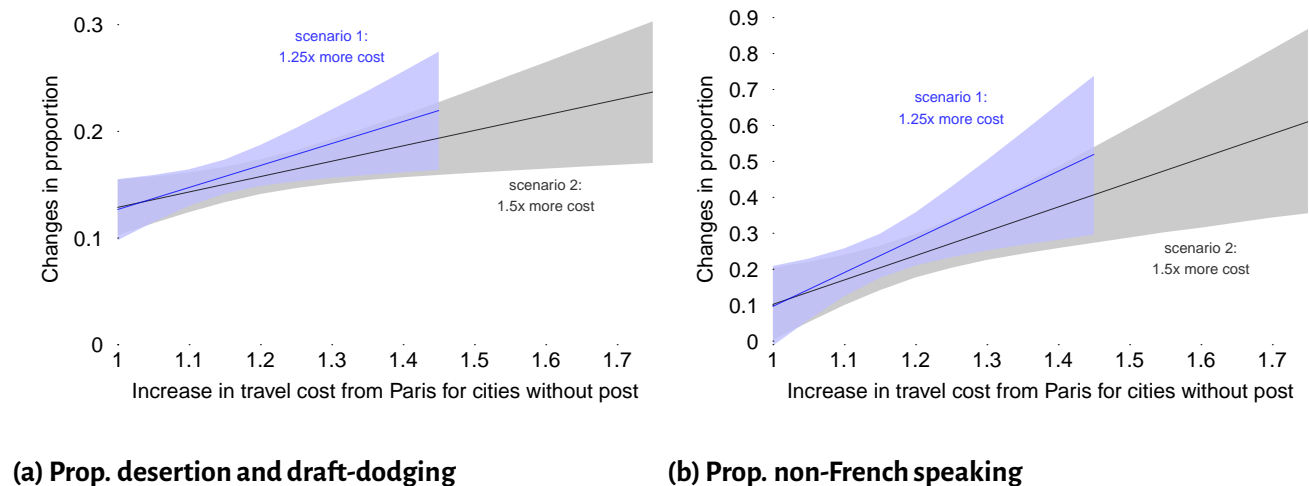 0.3
0.2
0.1
0
Changes in proportion
scenario 1:
1.25x more cost
scenario 2:
1.5x more cost
1 1.1 1.2 1.3 1.4 1.5 1.6 1.7
Increase in travel cost from Paris for cities without post
(a) Prop. desertion and draft-dodging
0.9
0.8
0.7
0.6
0.5
0.4
0.3
0.2
0.1
0
Changes in proportion
scenario 1:
1.25x more cost
scenario 2:
1.5x more cost
1 1.1 1.2 1.3 1.4 1.5 1.6 1.7
Increase in travel cost from Paris for cities without post
(b) Prop. non-French speaking